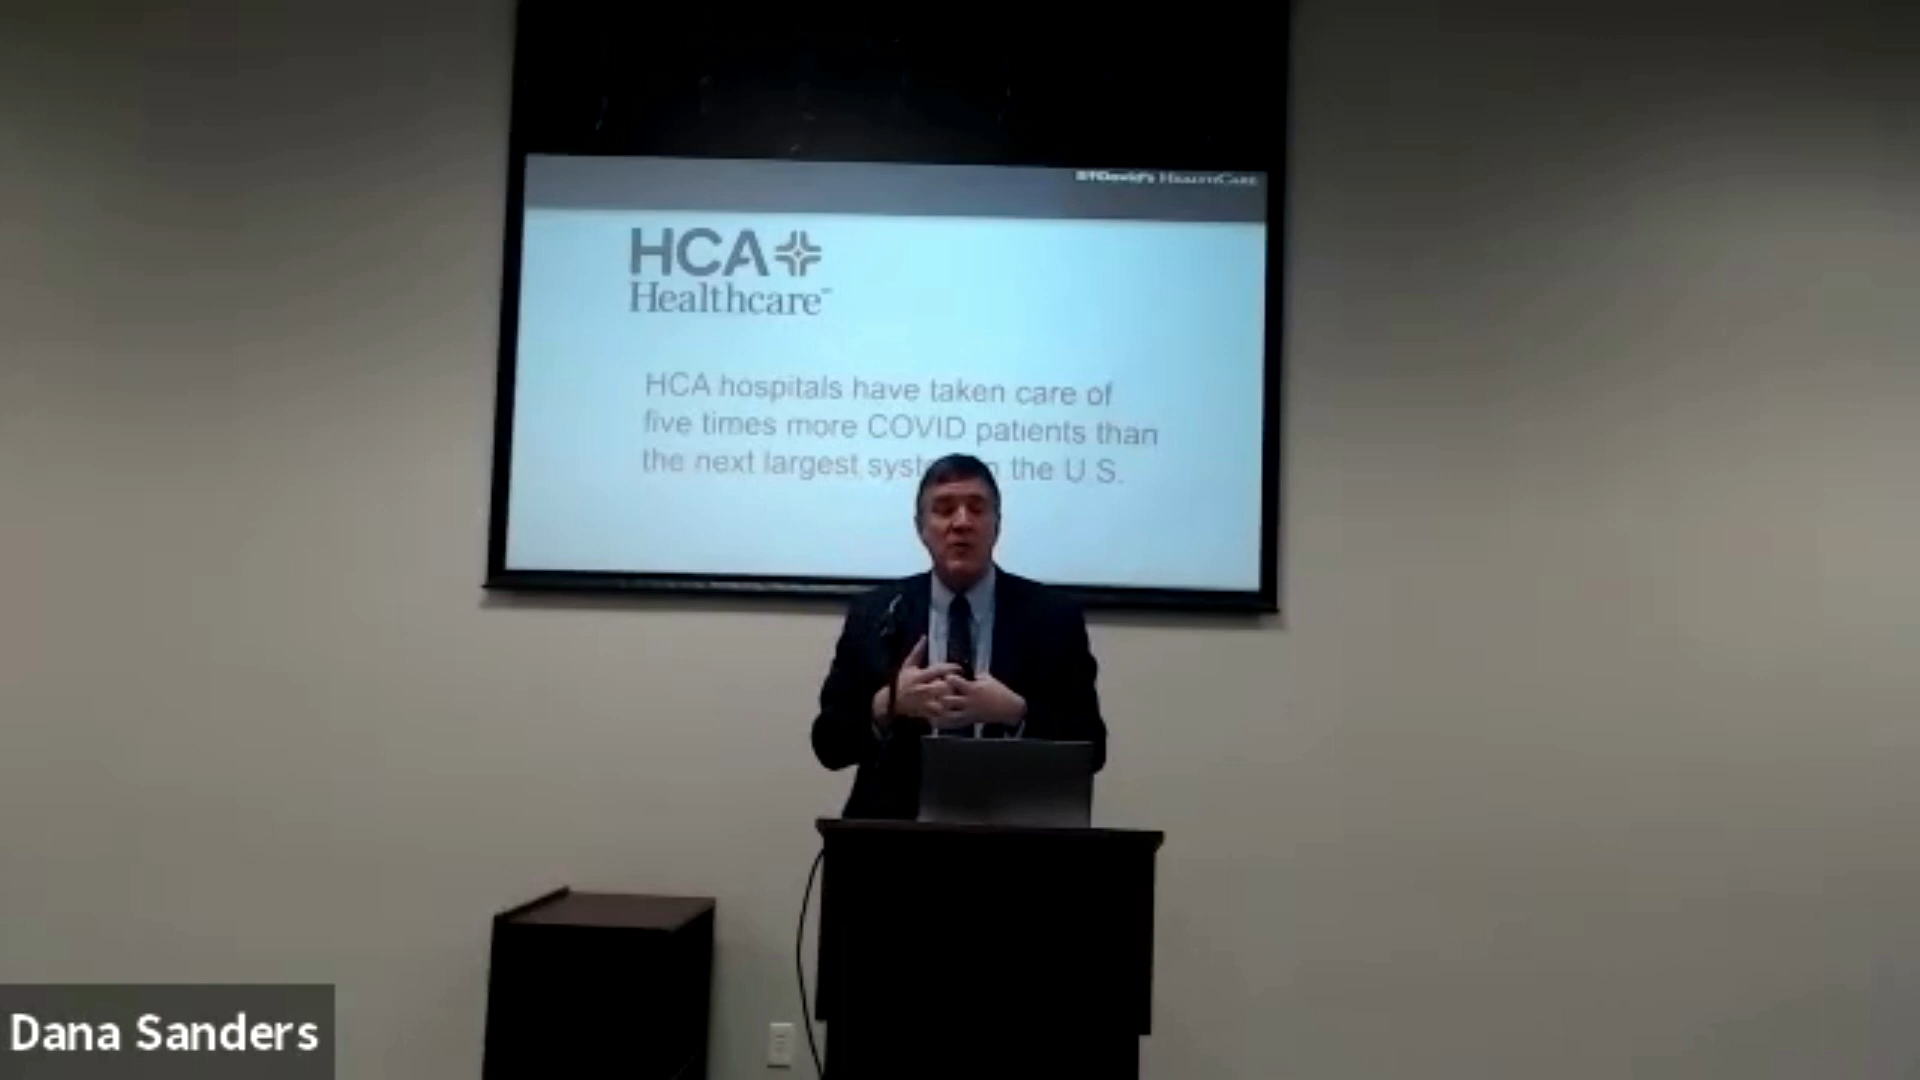 St David's HEALTHCARE
HCA
Healthcare™
HCA hospitals have taken care of
five times more COVID patients than
the next largest the U.S.
Dana Sanders